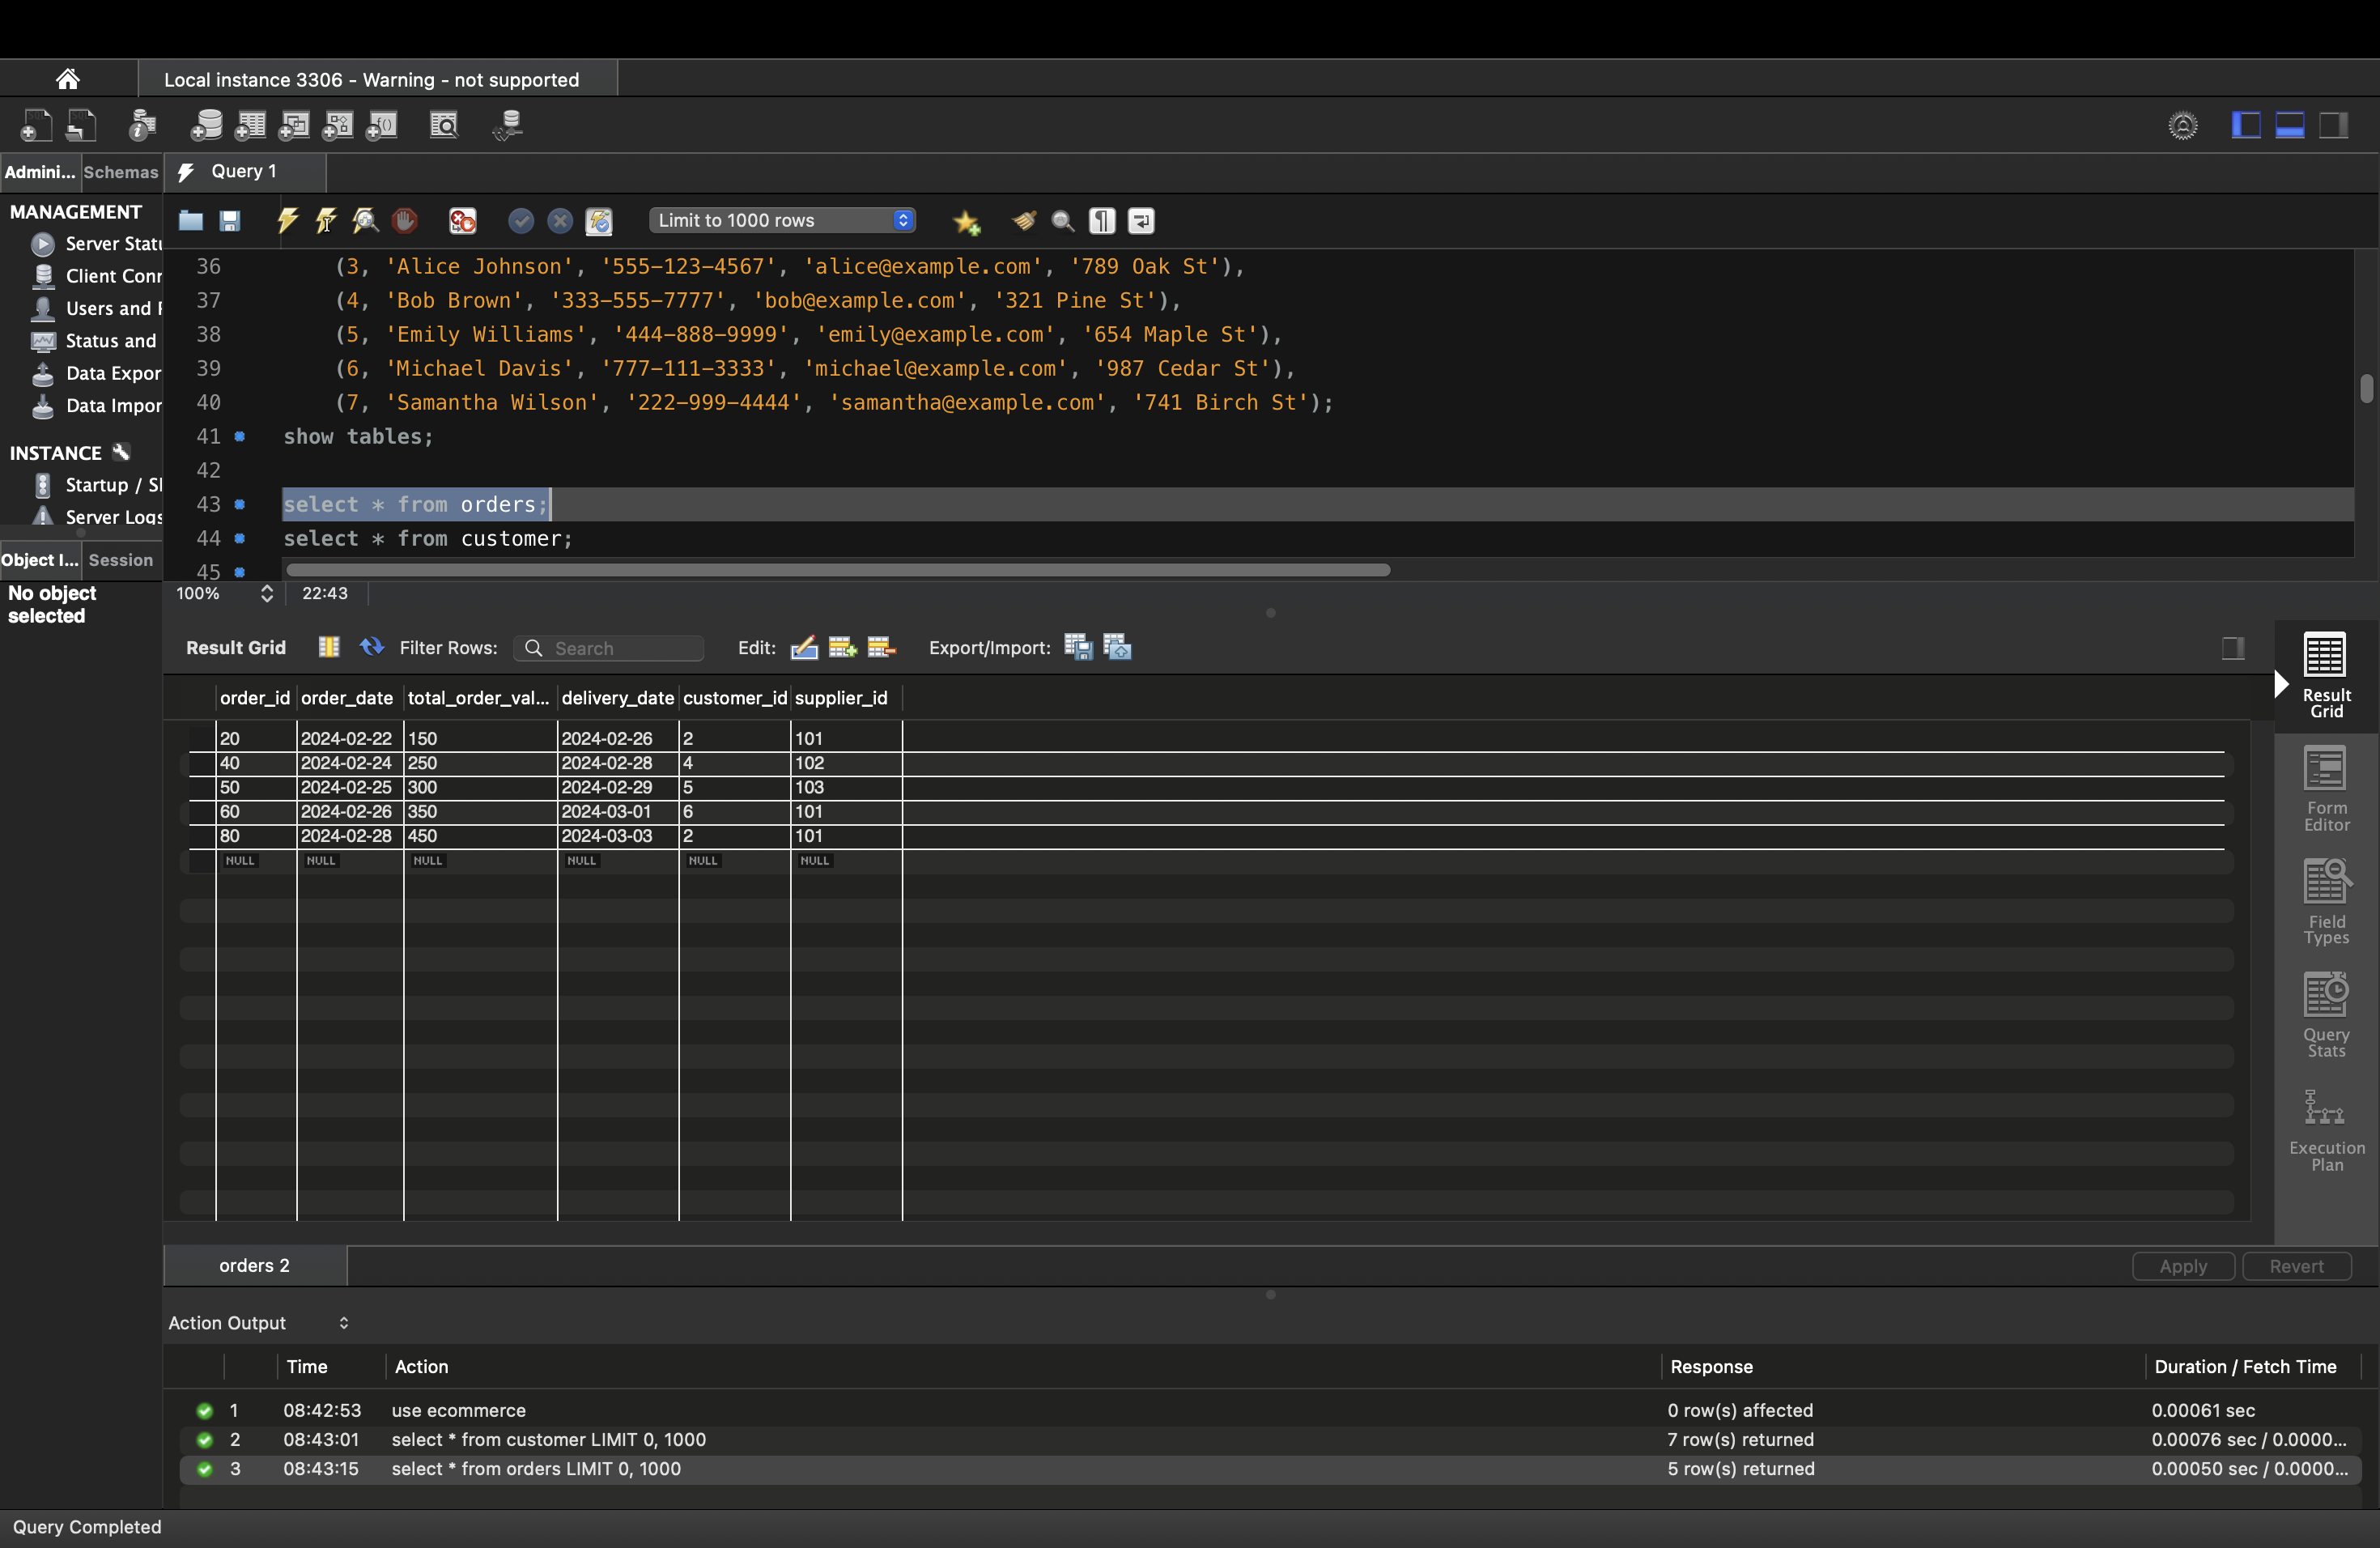 Local instance 3306 - Warning - not supported
Admini... Schemas Query 1
MANAGEMENT
Server Statu
Client Conn
Users and P
Status and
Data Expor
Data Impor
INSTANCE
Startup / Sh
Server Logs
Object I... Session
No object
selected
Limit to 1000 rows
36 (3, 'Alice Johnson', '555-123-4567', 'alice@example.com', '789 Oak St'),
37 (4, 'Bob Brown', '333-555-7777', 'bob@example.com', '321 Pine St'),
38 (5, 'Emily Williams', '444-888-9999', 'emily@example.com', '654 Maple St'),
39 (6, 'Michael Davis', '777-111-3333', 'michael@example.com', '987 Cedar St'),
40 (7, 'Samantha Wilson', '222-999-4444', 'samantha@example.com', '741 Birch St');
41 show tables;
42
43 select * from orders;
44 select * from customer;
45
100% 22:43
Result Grid Filter Rows: Search Edit: Export/Import:
order_id order_date total_order_val... delivery_date customer_id supplier_id
20 2024-02-22 150 2024-02-26 2 101
40 2024-02-24 250 2024-02-28 4 102
50 2024-02-25 300 2024-02-29 5 103
60 2024-02-26 350 2024-03-01 6 101
80 2024-02-28 450 2024-03-03 2 101
NULL NULL NULL NULL NULL NULL
Result
Grid
Form
Editor
Field
Types
Query
Stats
Execution
Plan
orders 2 Apply Revert
Action Output
Time Action Response Duration / Fetch Time
1 08:42:53 use ecommerce 0 row(s) affected 0.00061 sec
2 08:43:01 select * from customer LIMIT 0, 1000 7 row(s) returned 0.00076 sec / 0.0000...
3 08:43:15 select * from orders LIMIT 0, 1000 5 row(s) returned 0.00050 sec / 0.0000...
Query Completed